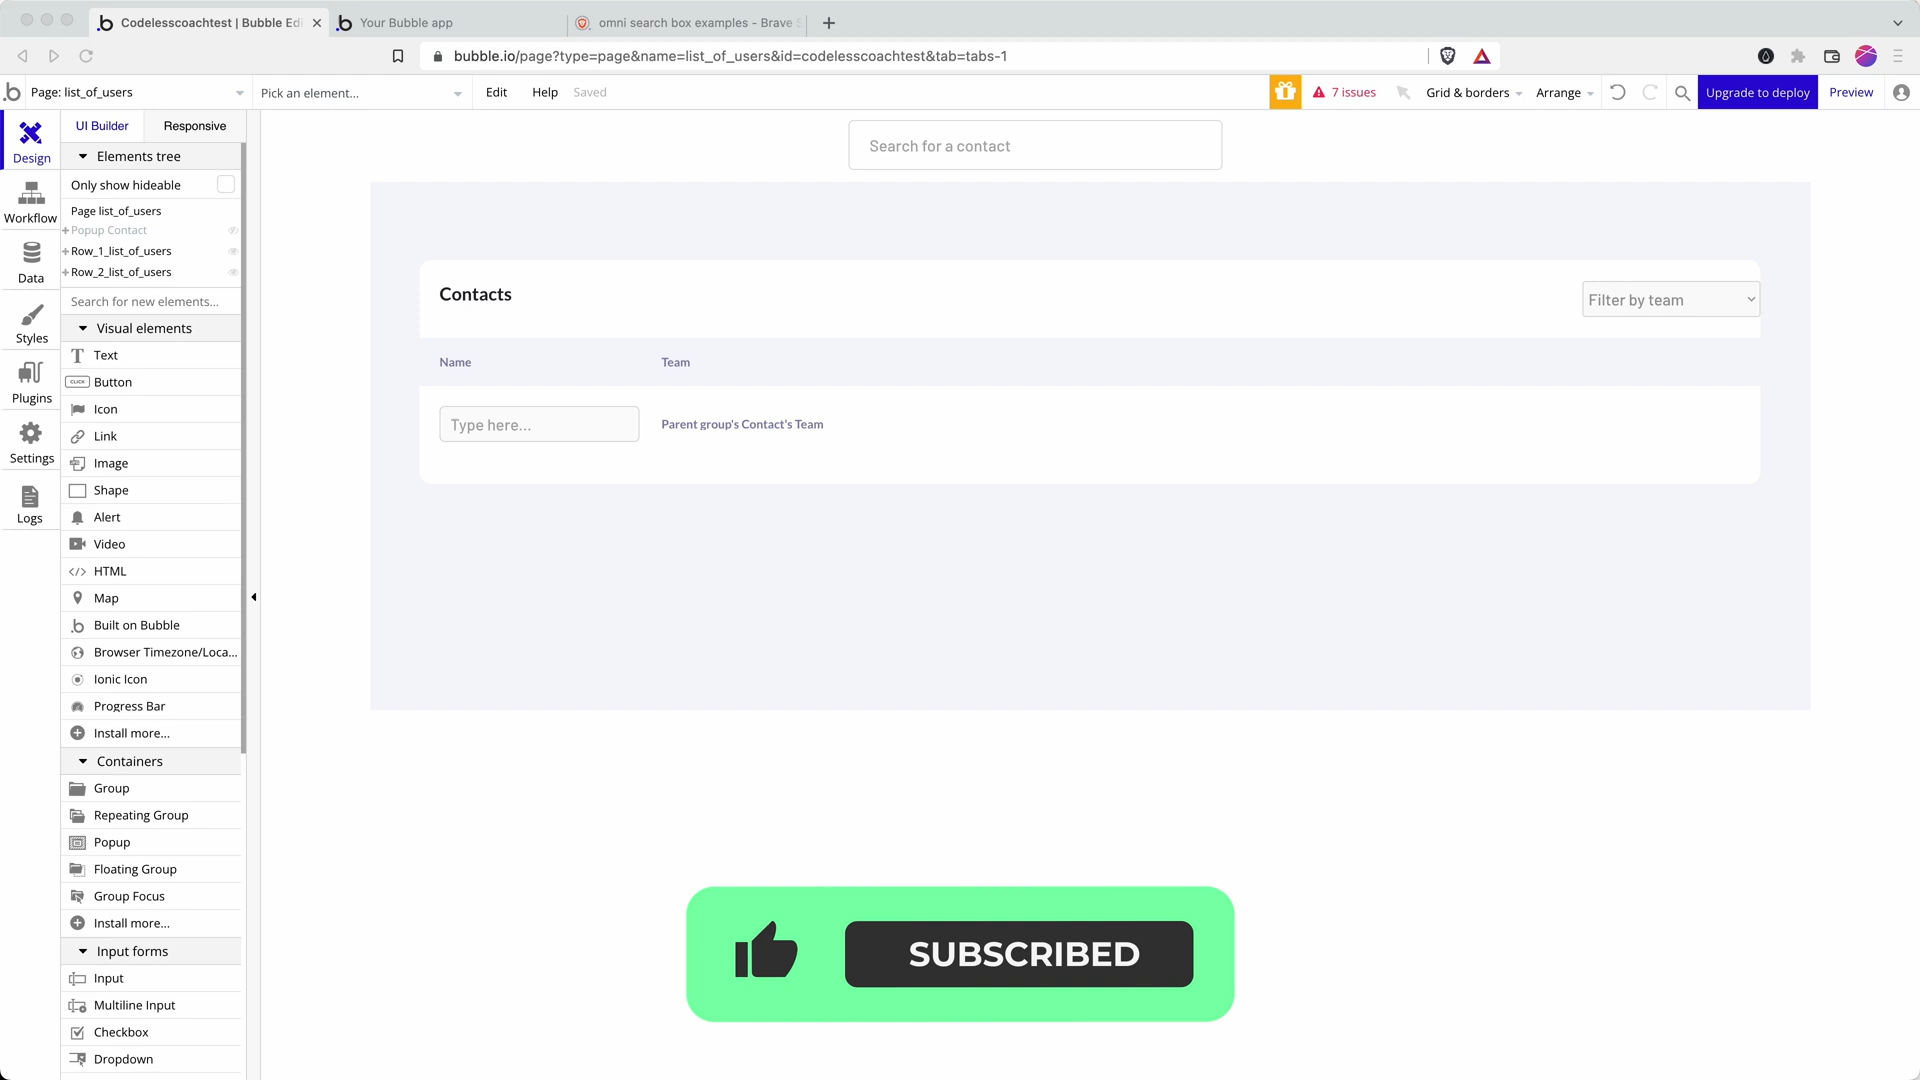 Codelesscoachtest | Bubble Edi
Your Bubble app
omni search box examples - Brave S
bubble.io/page?type=page&name=list_of_users&id=codelesscoachtest&tab=tabs-1
Page: list_of_users
Pick an element...
Edit
Help
Saved
7 issues
Grid & borders
Arrange
Upgrade to deploy
Preview
Design
Workflow
Data
Styles
Plugins
Settings
Logs
UI Builder
Responsive
Elements tree
Only show hideable
Page list_of_users
Popup Contact
Row_1_list_of_users
Row_2_list_of_users
Search for new elements...
Visual elements
Text
CLICK
Button
Icon
Link
Image
Shape
Alert
Video
HTML
Map
Built on Bubble
Browser Timezone/Loca...
Ionic Icon
Progress Bar
Install more...
Containers
Group
Repeating Group
Popup
Floating Group
Group Focus
Install more...
Input forms
Input
Multiline Input
Checkbox
Dropdown
Search for a contact
Contacts
Filter by team
Name
Team
Type here...
Parent group's Contact's Team
SUBSCRIBED